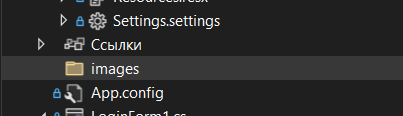 Resources.resx
Settings.settings
Ссылки
images
App.config
LoginForm1.cs